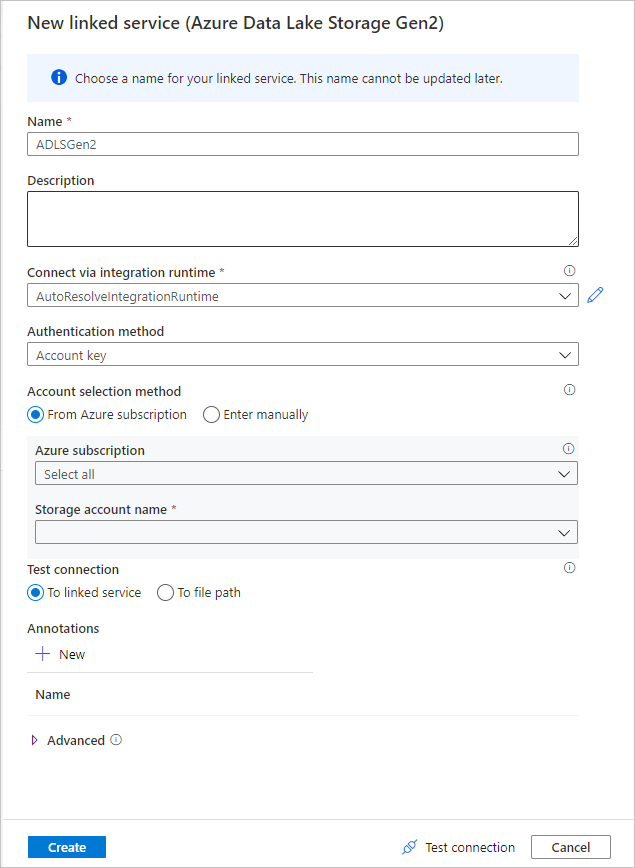 New linked service (Azure Data Lake Storage Gen2)
Choose a name for your linked service. This name cannot be updated later.
Name *
ADLSGen2
Description
Connect via integration runtime *
AutoResolveIntegrationRuntime
Authentication method
Account key
Account selection method
From Azure subscription Enter manually
Azure subscription
Select all
Storage account name *
Test connection
To linked service To file path
Annotations
New
Name
Advanced
Create Test connection Cancel